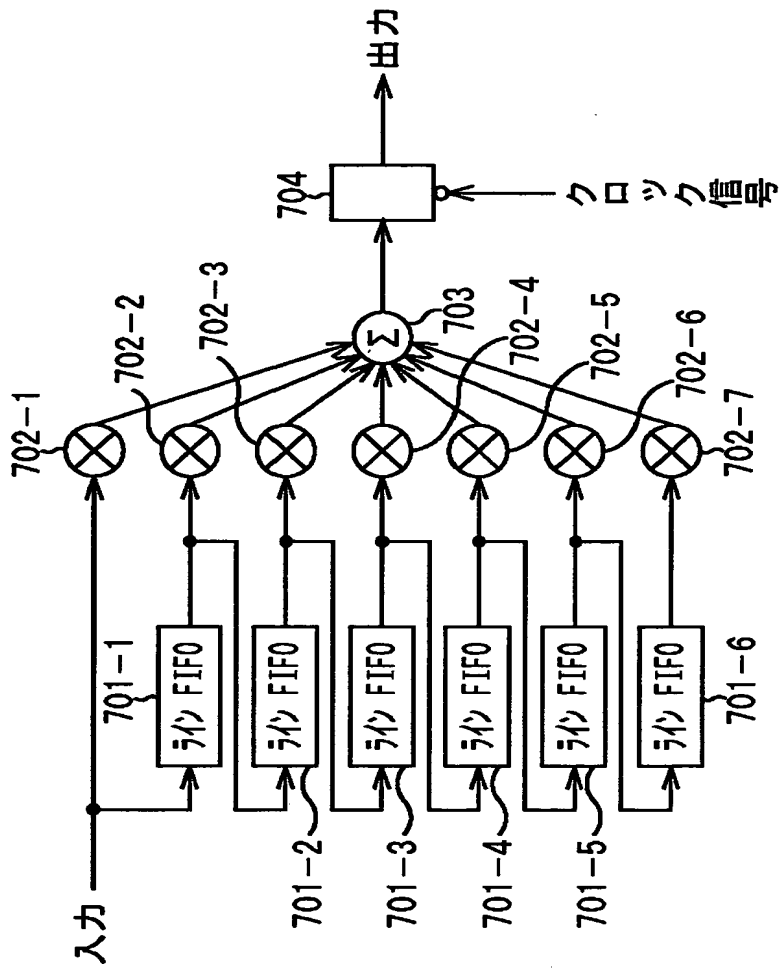 入力
701-1
701-2
701-3
701-4
701-5
701-6
ライン FIFO
ライン FIFO
ライン FIFO
ライン FIFO
ライン FIFO
ライン FIFO
702-1
702-2
702-3
702-4
702-5
702-6
702-7
Σ
703
704
クロック信号
出力